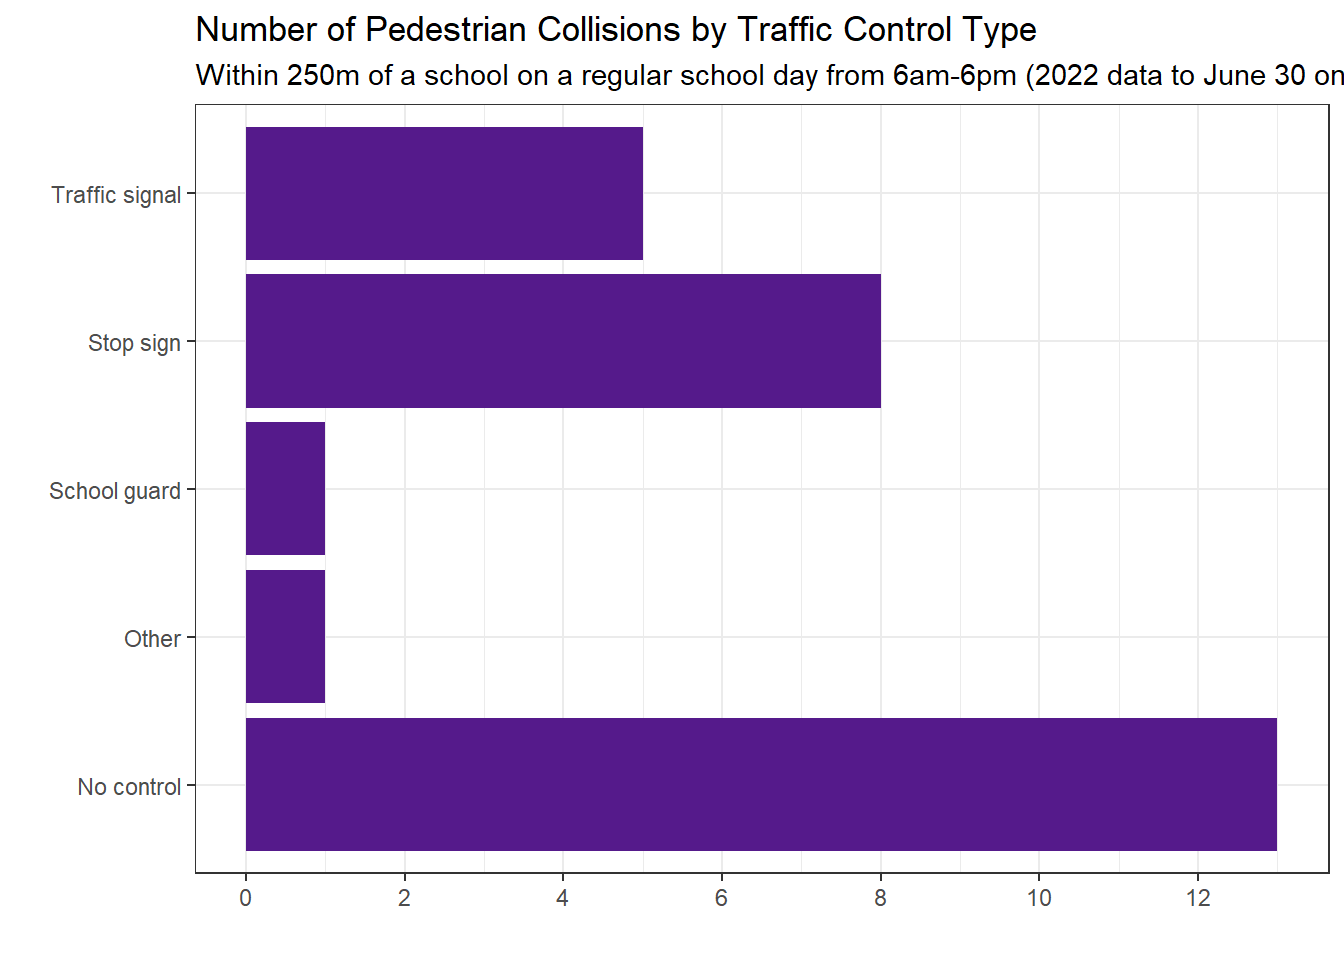 Number of Pedestrian Collisions by Traffic Control Type
Within 250m of a school on a regular school day from 6am-6pm (2022 data to June 30 on
Traffic signal
Stop sign
School guard
Other
No control
0 2 4 6 8 10 12